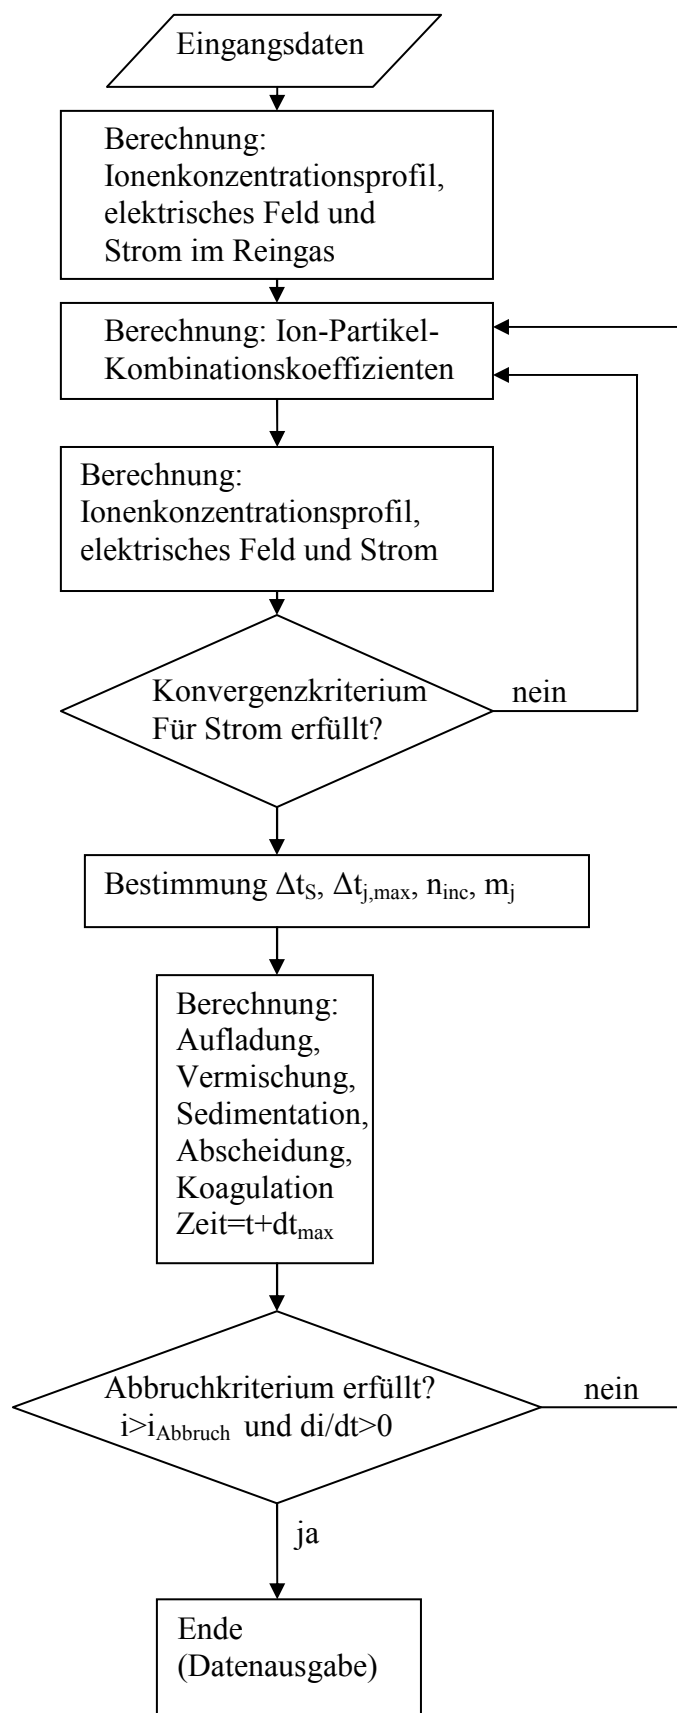 Eingangsdaten
Berechnung:
Ionenkonzentrationsprofil,
elektrisches Feld und
Strom im Reingas
Berechnung: Ion-Partikel-
Kombinationskoeffizienten
Berechnung:
Ionenkonzentrationsprofil,
elektrisches Feld und Strom
Konvergenzkriterium
Für Strom erfüllt?
nein
Bestimmung Δt_S, Δt_j,max, n_inc, m_j
Berechnung:
Aufladung,
Vermischung,
Sedimentation,
Abscheidung,
Koagulation
Zeit=t+dt_max
Abbruchkriterium erfüllt?
i>i_Abbruch und di/dt>0
nein
ja
Ende
(Datenausgabe)